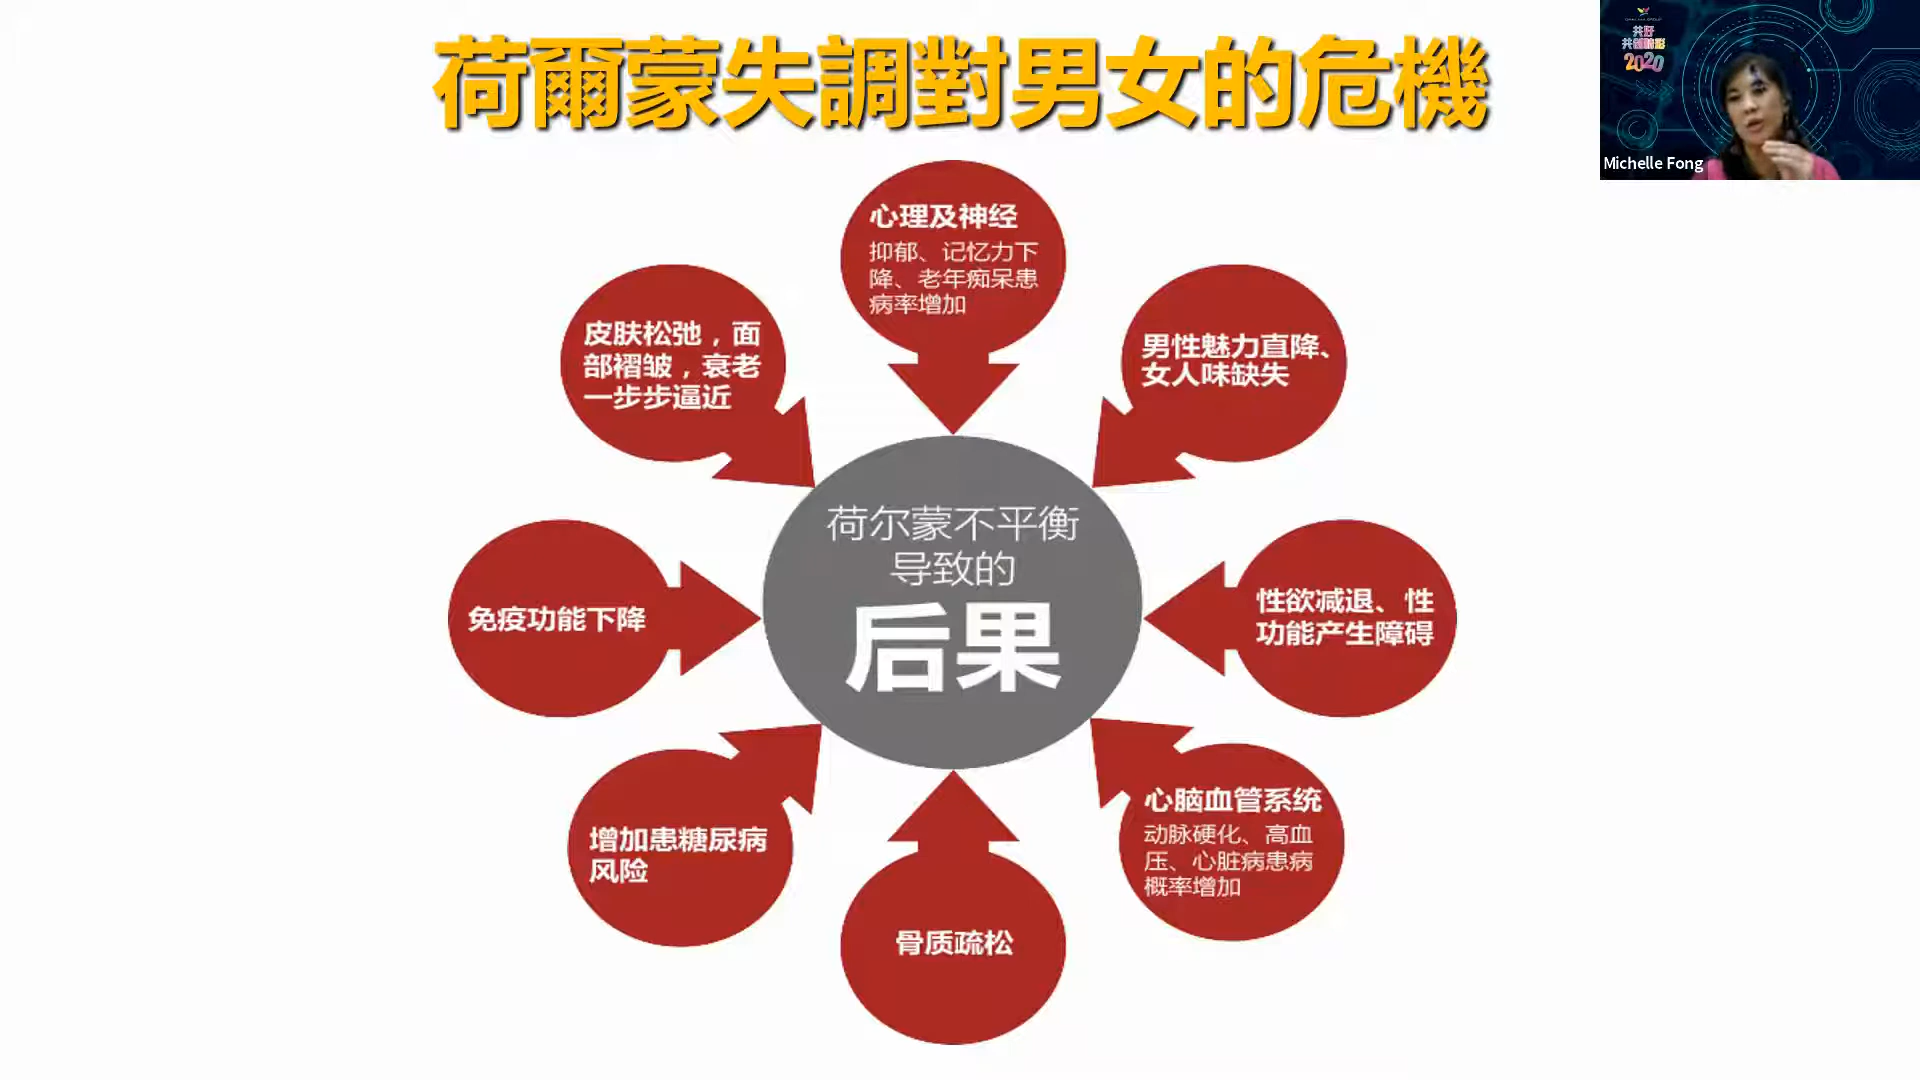 荷爾蒙失調對男女的危機
共好
2020
Michelle Fong
心理及神经
抑郁、记忆力下
降、老年痴呆患
病率增加
皮肤松弛，面
部褶皱，衰老
一步步逼近
男性魅力直降、
女人味缺失
荷尔蒙不平衡
导致的
后果
免疫功能下降
性欲减退、性
功能产生障碍
增加患糖尿病
风险
心脑血管系统
动脉硬化、高血
压、心脏病患病
概率增加
骨质疏松